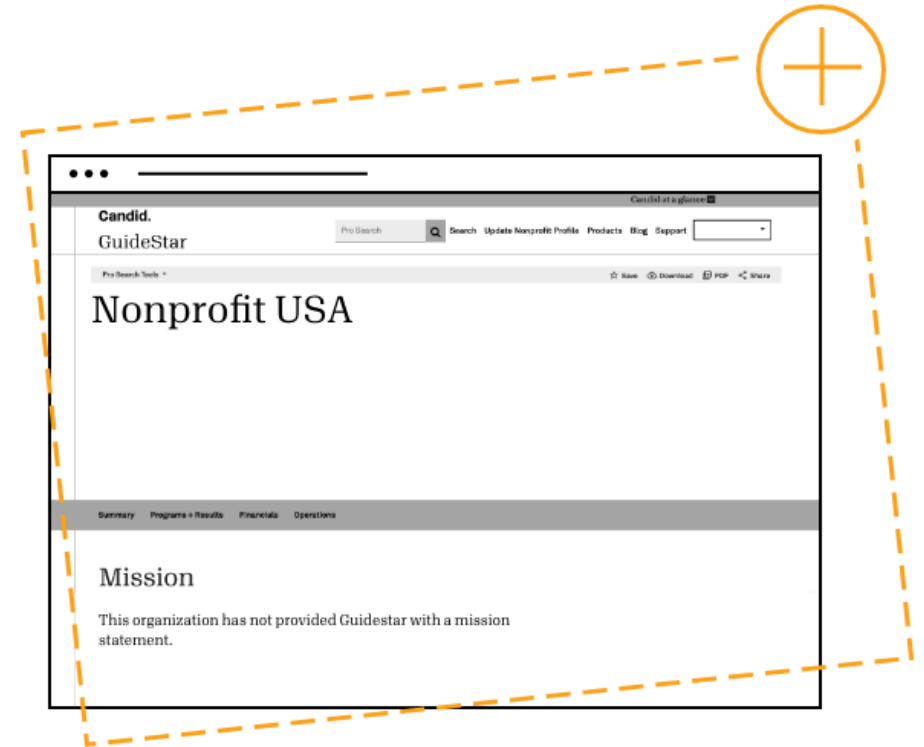 Candid at a glance
Candid.
GuideStar
Pro Search
Search Update Nonprofit Profile Products Blog Support
Pro Search Tools
Save Download PDF Share
Nonprofit USA
Summary Programs + Results Financials Operations
Mission
This organization has not provided Guidestar with a mission
statement.